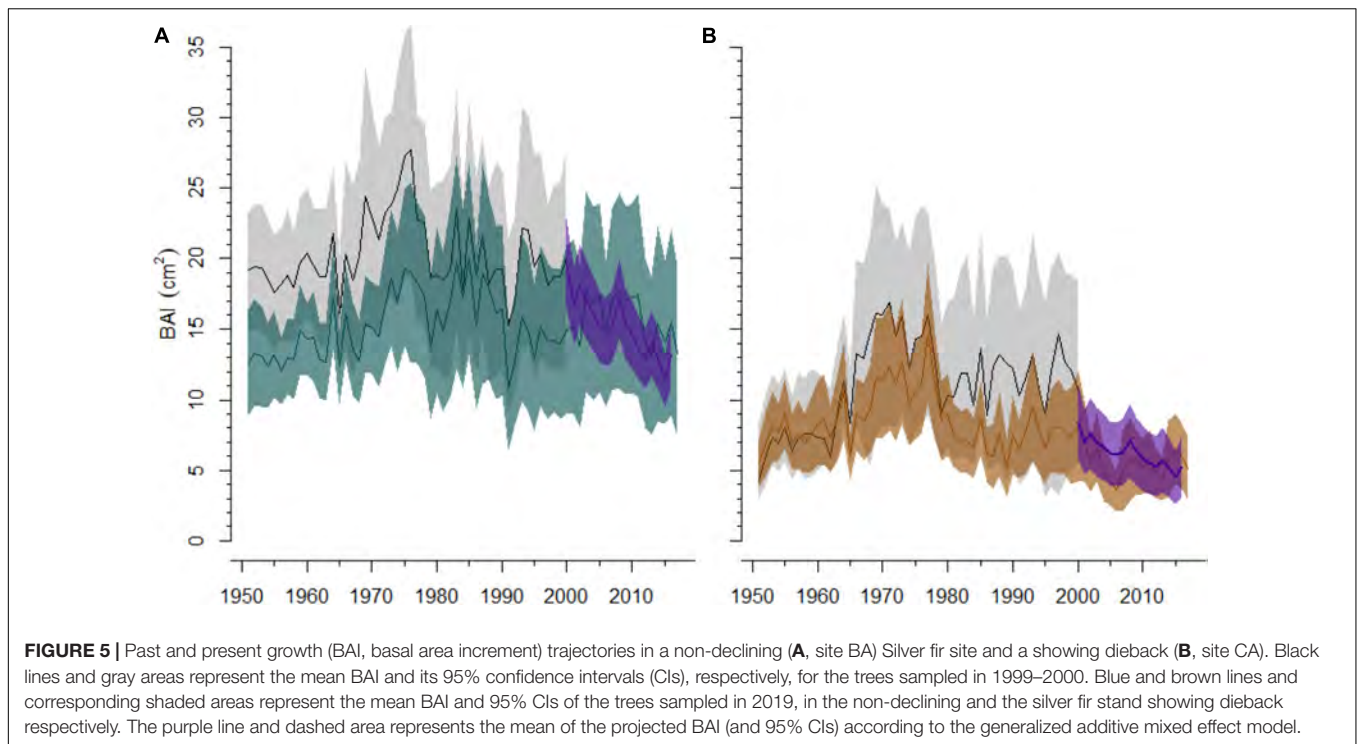 A
B
35
30
25
20
15
10
5
0
BAI (cm²)
1950 1960 1970 1980 1990 2000 2010
1950 1960 1970 1980 1990 2000 2010
FIGURE 5 | Past and present growth (BAI, basal area increment) trajectories in a non-declining (A, site BA) Silver fir site and a showing dieback (B, site CA). Black
lines and gray areas represent the mean BAI and its 95% confidence intervals (CIs), respectively, for the trees sampled in 1999–2000. Blue and brown lines and
corresponding shaded areas represent the mean BAI and 95% CIs of the trees sampled in 2019, in the non-declining and the silver fir stand showing dieback
respectively. The purple line and dashed area represents the mean of the projected BAI (and 95% CIs) according to the generalized additive mixed effect model.